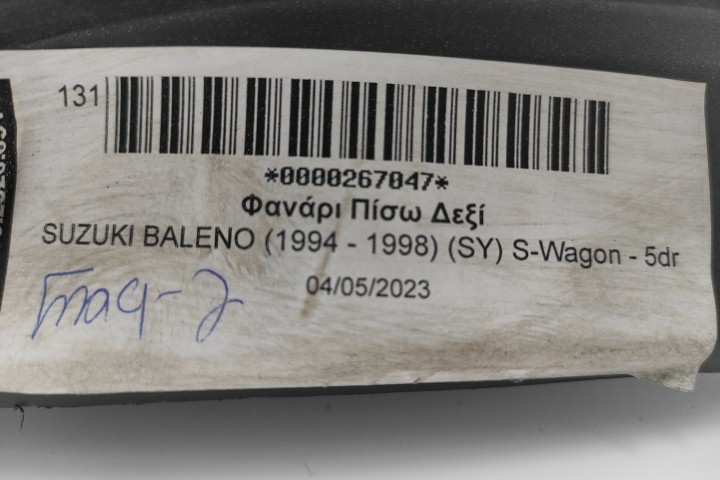 131
*0000267047*
Φανάρι Πίσω Δεξί
SUZUKI BALENO (1994 - 1998) (SY) S-Wagon - 5dr
04/05/2023